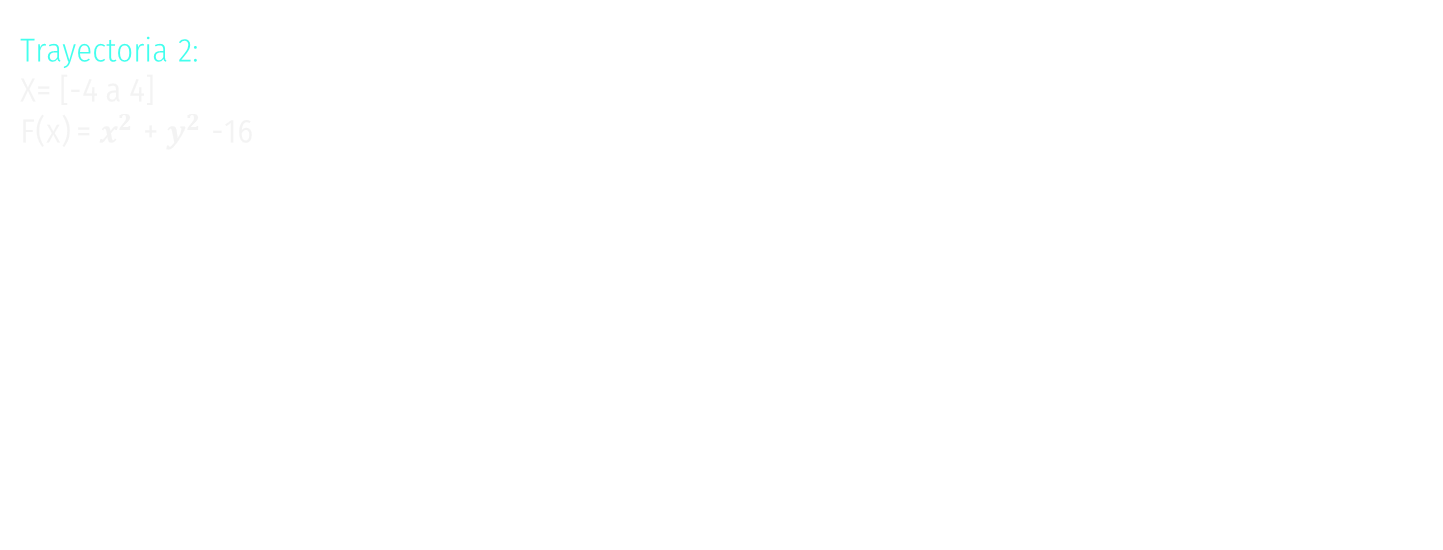 Trayectoria 2:
X= [-4 a 4]
F(x) = 𝒙² + 𝒚² -16